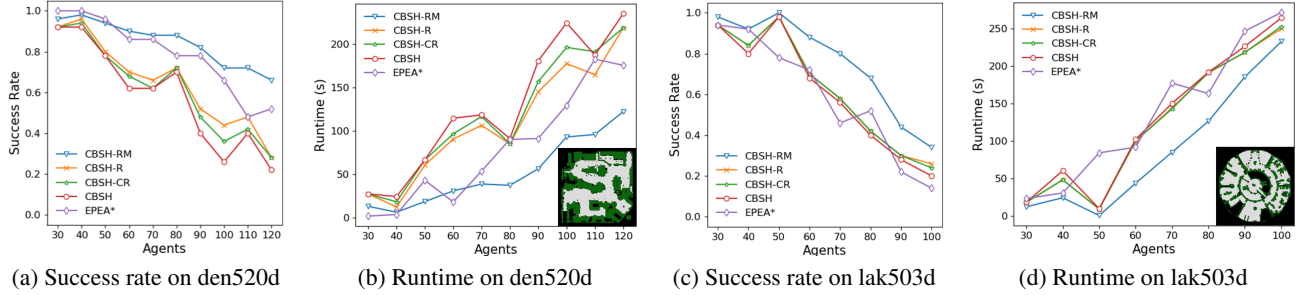 Success Rate
1.0
0.8
0.6
0.4
0.2
0.0
CBSH-RM
CBSH-R
CBSH-CR
CBSH
EPEA*
30 40 50 60 70 80 90 100 110 120
Agents
(a) Success rate on den520d
Runtime (s)
200
150
100
50
0
CBSH-RM
CBSH-R
CBSH-CR
CBSH
EPEA*
30 40 50 60 70 80 90 100 110 120
Agents
(b) Runtime on den520d
Success Rate
1.0
0.8
0.6
0.4
0.2
0.0
CBSH-RM
CBSH-R
CBSH-CR
CBSH
EPEA*
30 40 50 60 70 80 90 100
Agents
(c) Success rate on lak503d
Runtime (s)
250
200
150
100
50
0
CBSH-RM
CBSH-R
CBSH-CR
CBSH
EPEA*
30 40 50 60 70 80 90 100
Agents
(d) Runtime on lak503d